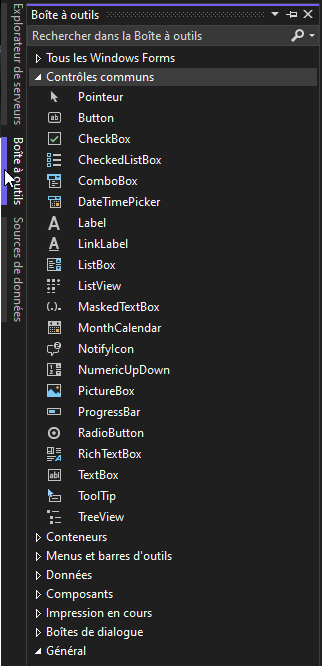 Explorateur de serveurs
Boîte à outils
Sources de données
Boîte à outils
Rechercher dans la Boîte à outils
Tous les Windows Forms
Contrôles communs
Pointeur
Button
CheckBox
CheckedListBox
ComboBox
DateTimePicker
Label
LinkLabel
ListBox
ListView
MaskedTextBox
MonthCalendar
NotifyIcon
NumericUpDown
PictureBox
ProgressBar
RadioButton
RichTextBox
TextBox
ToolTip
TreeView
Conteneurs
Menus et barres d'outils
Données
Composants
Impression en cours
Boîtes de dialogue
Général